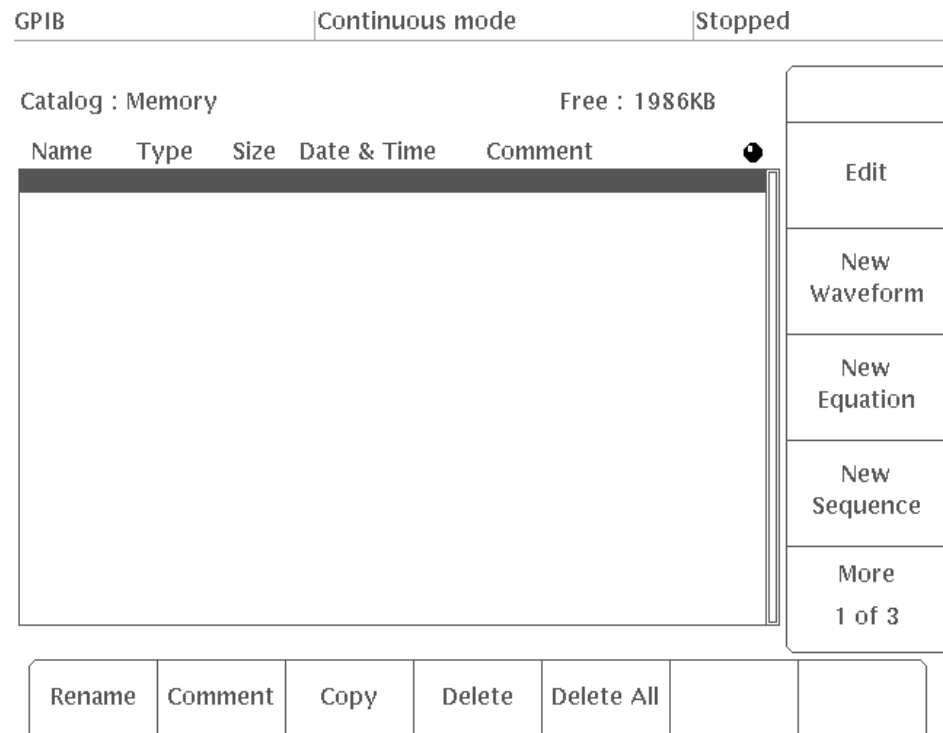 GPIB Continuous mode Stopped
Catalog : Memory Free : 1986KB
Name Type Size Date & Time Comment
Edit
New
Waveform
New
Equation
New
Sequence
More
1 of 3
Rename Comment Copy Delete Delete All